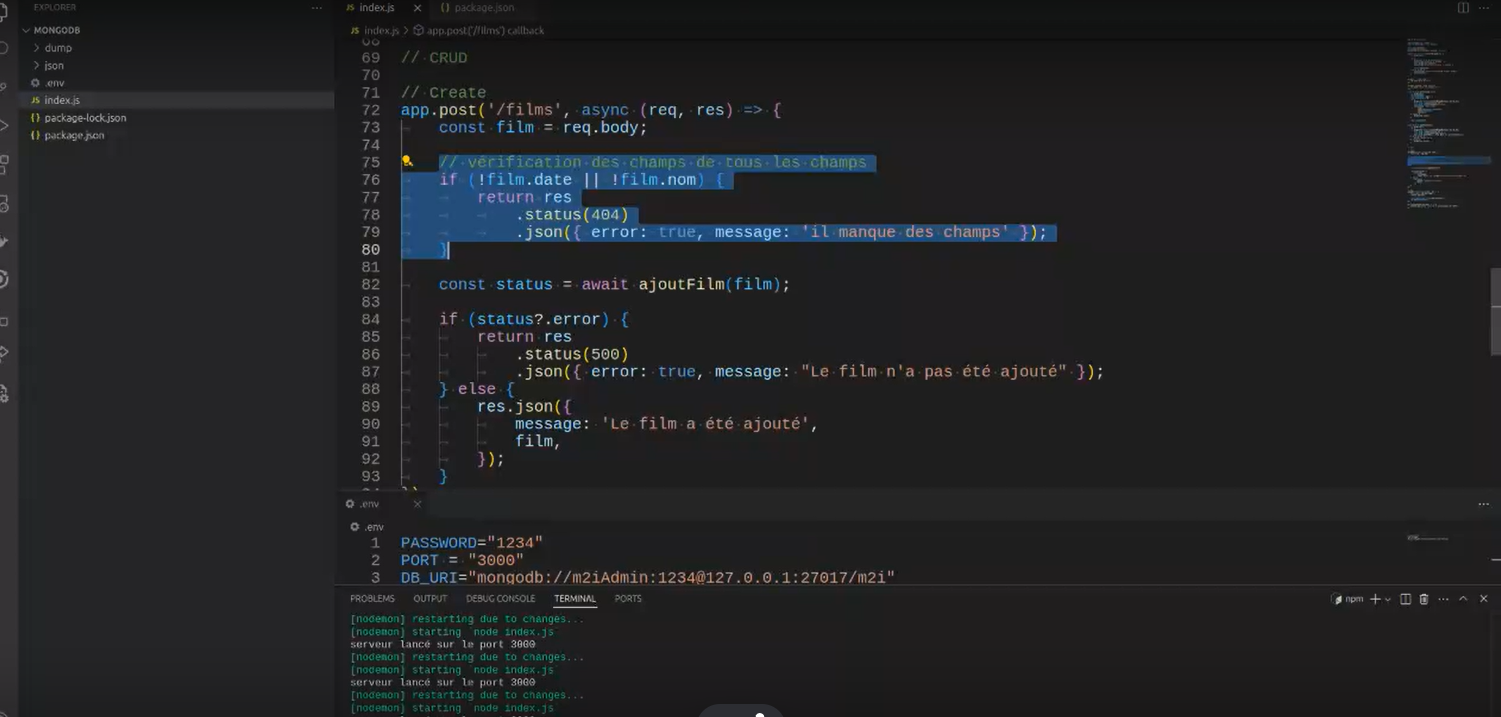 EXPLORER
MONGODB
dump
json
.env
index.js
package-lock.json
package.json
index.js
package.json
index.js > app.post('/films') callback
68
69 // CRUD
70
71 // Create
72 app.post('/films', async (req, res) => {
73 const film = req.body;
74
75 // vérification des champs de tous les champs
76 if (!film.date || !film.nom) {
77 return res
78 .status(404)
79 .json({ error: true, message: 'il manque des champs' });
80 }
81
82 const status = await ajoutFilm(film);
83
84 if (status?.error) {
85 return res
86 .status(500)
87 .json({ error: true, message: "Le film n'a pas été ajouté" });
88 } else {
89 res.json({
90 message: 'Le film a été ajouté',
91 film,
92 });
93 }
.env
.env
1 PASSWORD="1234"
2 PORT = "3000"
3 DB_URI="mongodb://m2iAdmin:1234@127.0.0.1:27017/m2i"
PROBLEMS OUTPUT DEBUG CONSOLE TERMINAL PORTS
npm
[nodemon] restarting due to changes...
[nodemon] starting `node index.js`
serveur lancé sur le port 3000
[nodemon] restarting due to changes...
[nodemon] starting `node index.js`
serveur lancé sur le port 3000
[nodemon] restarting due to changes...
[nodemon] starting `node index.js`